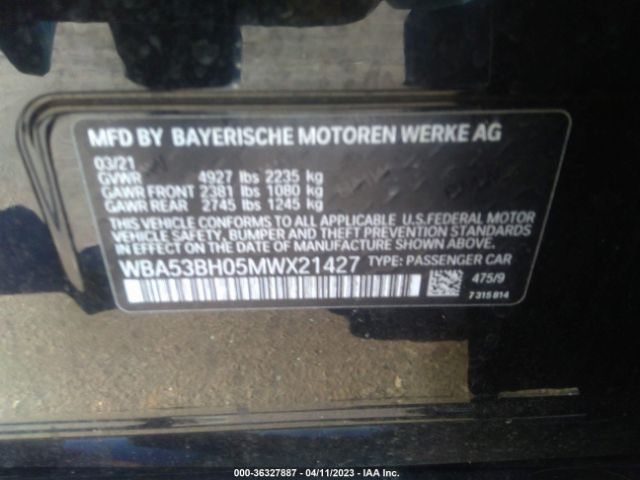 MFD BY BAYERISCHE MOTOREN WERKE AG
03/21
GVWR 4927 lbs 2235 kg
GAWR FRONT 2381 lbs 1080 kg
GAWR REAR 2745 lbs 1245 kg
THIS VEHICLE CONFORMS TO ALL APPLICABLE U.S.FEDERAL MOTOR
VEHICLE SAFETY, BUMPER, AND THEFT PREVENTION STANDARDS
IN EFFECT ON THE DATE OF MANUFACTURE SHOWN ABOVE.
WBA53BH05MWX21427 TYPE: PASSENGER CAR
475/9
7315814
000-36327887 - 04/11/2023 - IAA Inc.